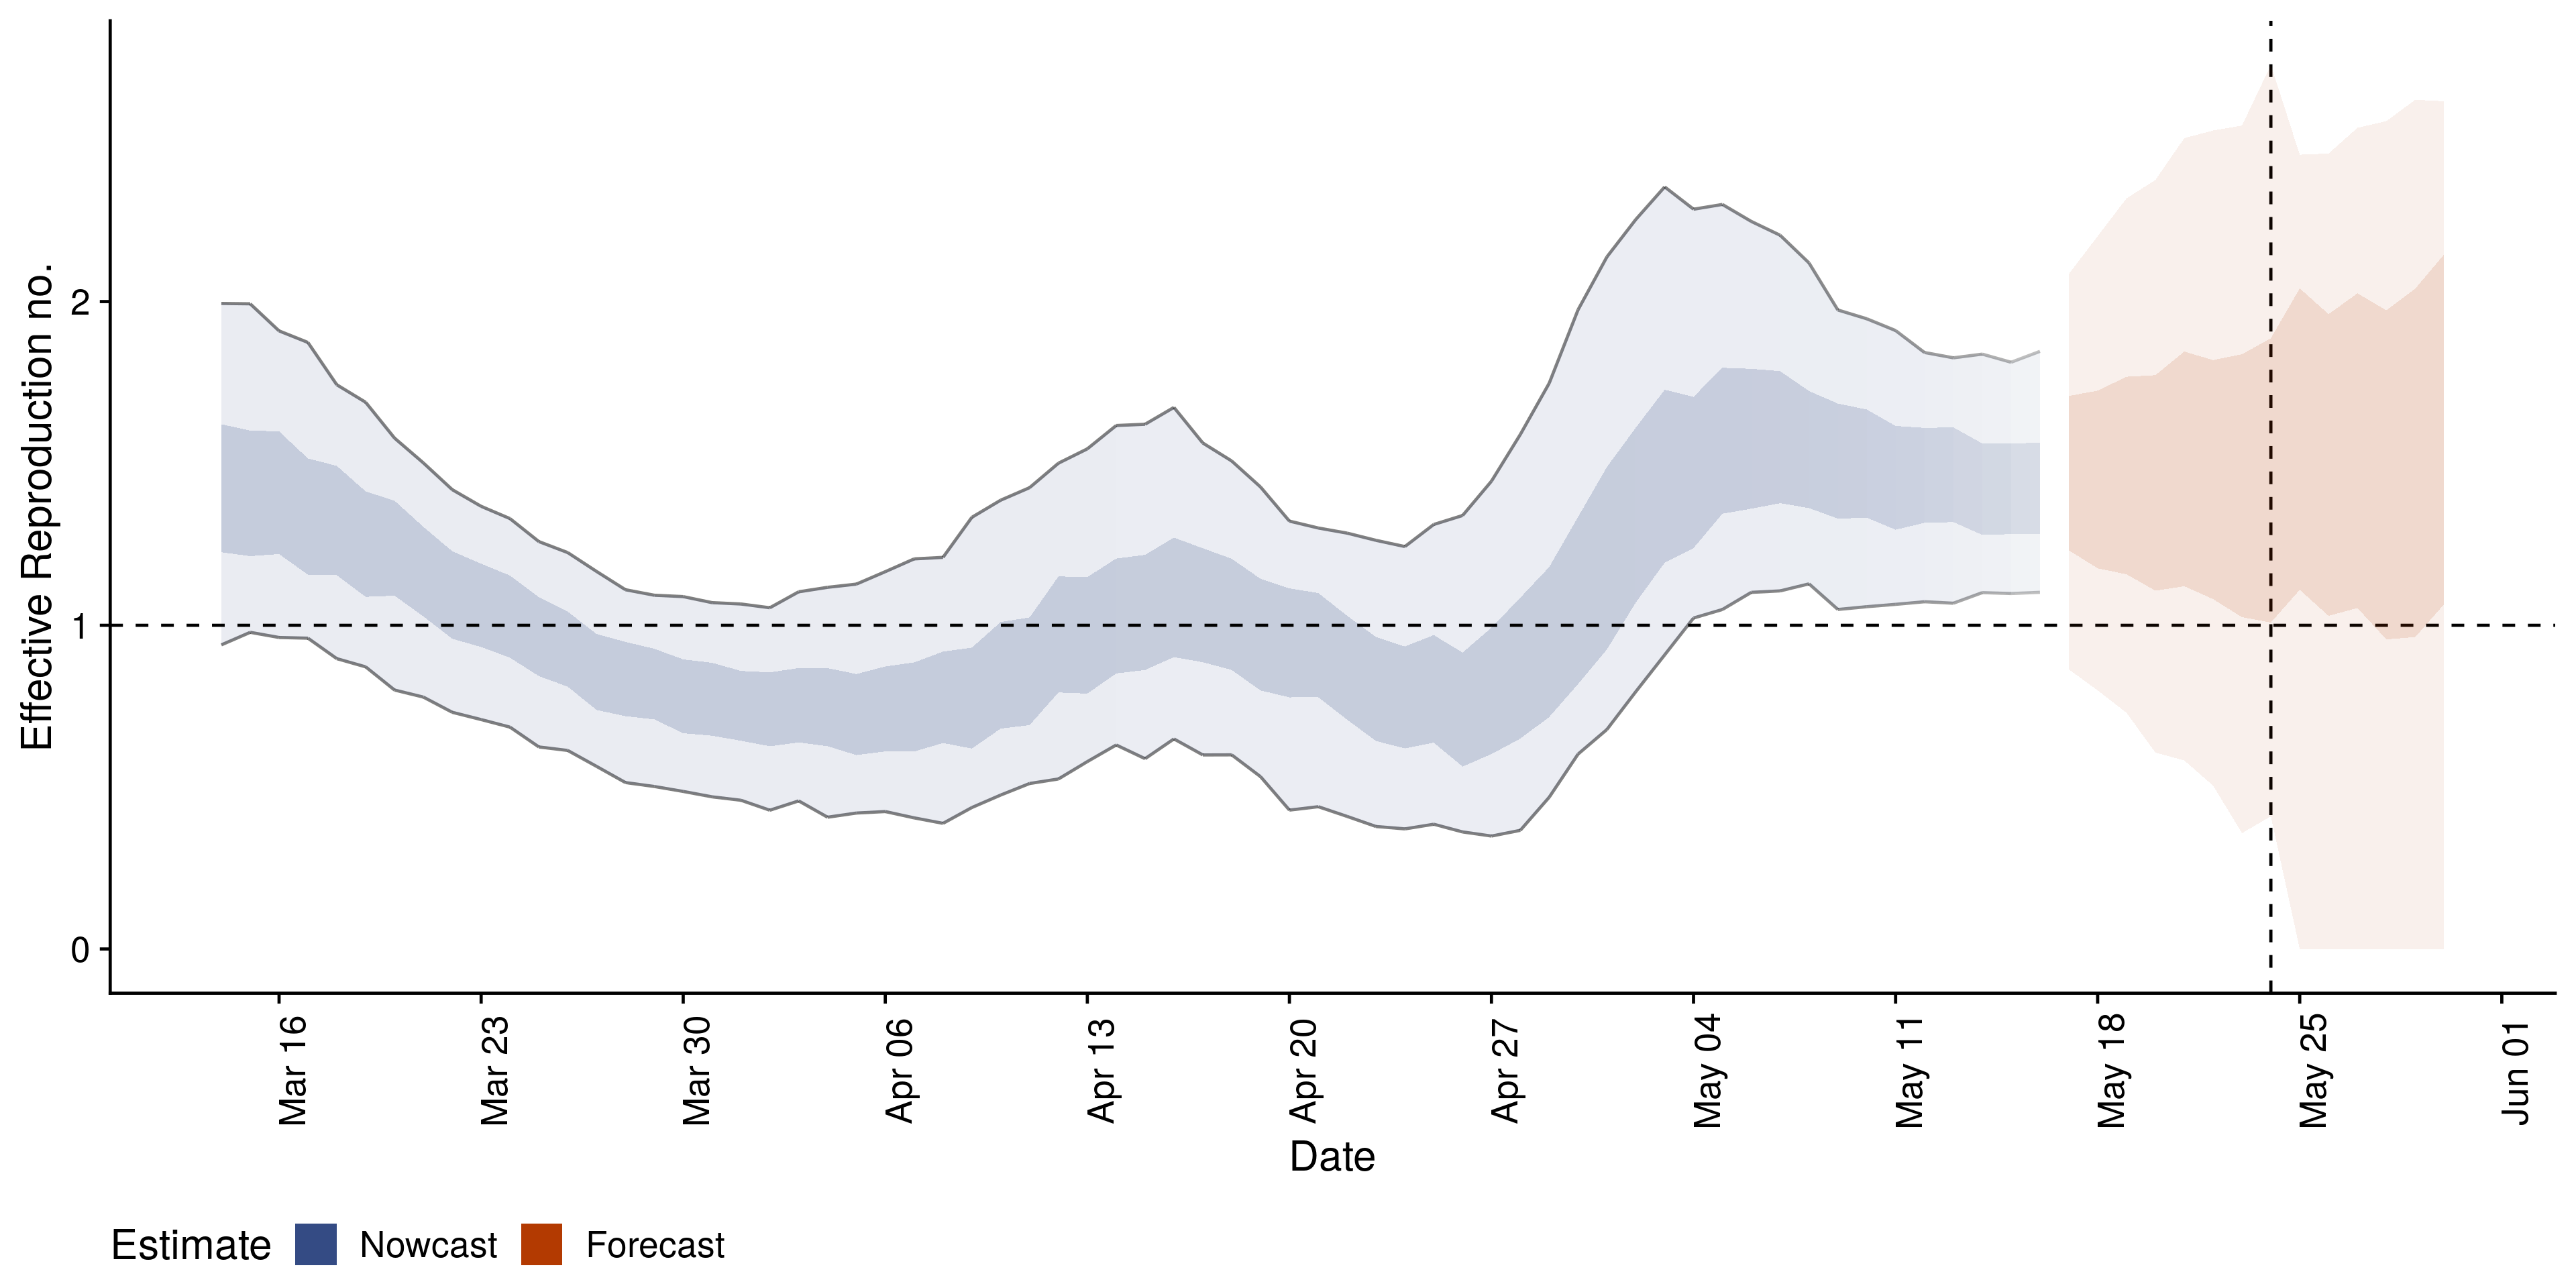 Effective Reproduction no.
2
1
0
Mar 16
Mar 23
Mar 30
Apr 06
Apr 13
Apr 20
Apr 27
May 04
May 11
May 18
May 25
Jun 01
Date
Estimate Nowcast Forecast